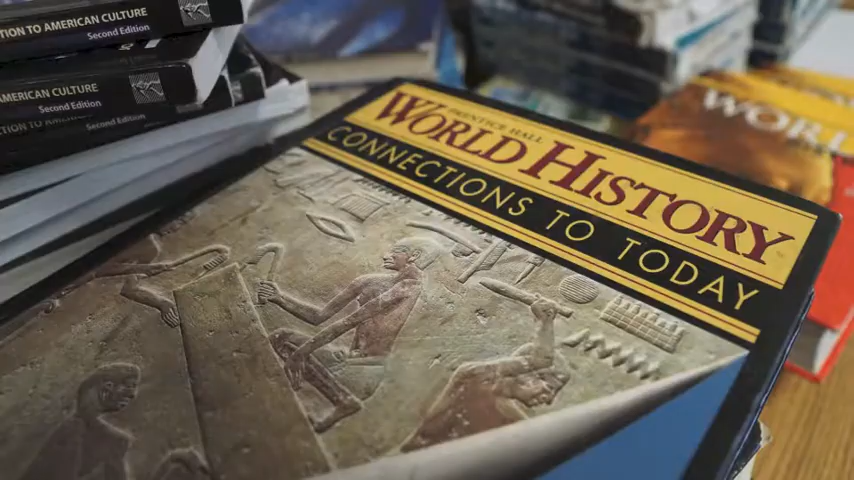 TION TO AMERICAN CULTURE
Second Edition
AMERICAN CULTURE
Second Edition
CTION TO AMER
Second Edition
PRENTICE HALL
WORLD HISTORY
CONNECTIONS TO TODAY
WORL